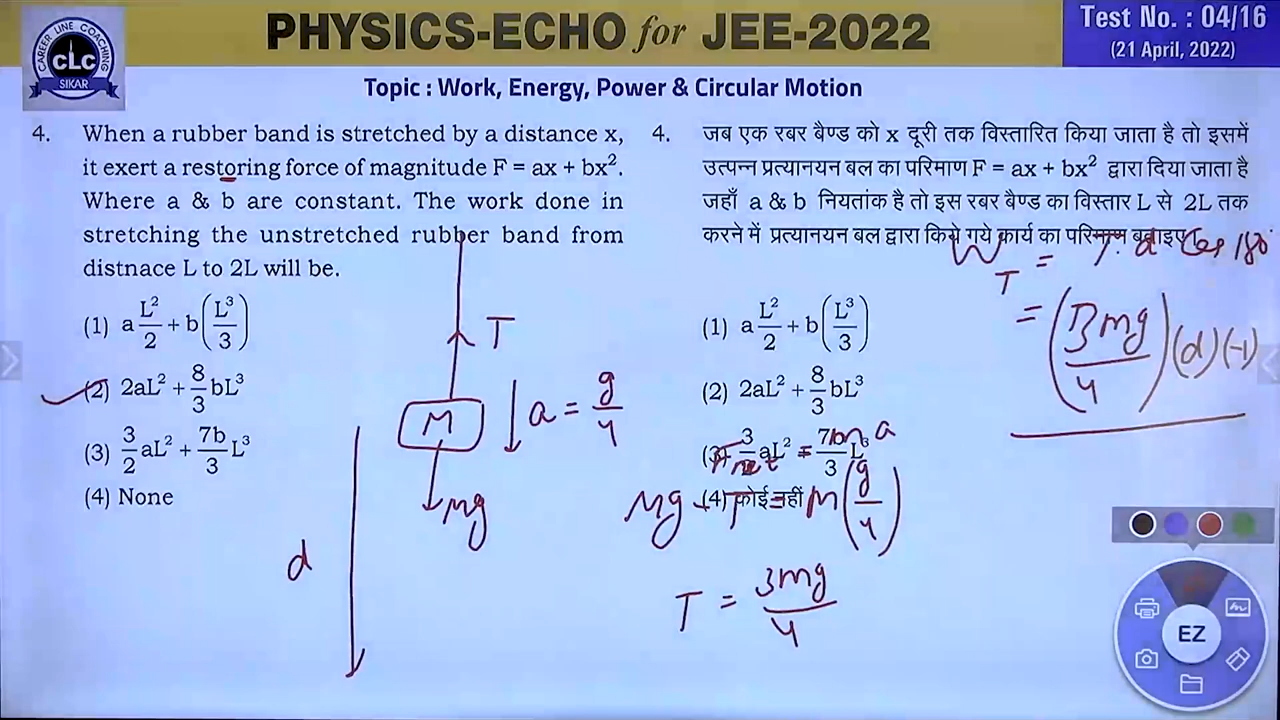 CAREER LINE COACHING
CLC
SIKAR
PHYSICS-ECHO for JEE-2022
Test No. : 04/16
(21 April, 2022)
Topic : Work, Energy, Power & Circular Motion
4. When a rubber band is stretched by a distance x,
it exert a restoring force of magnitude F = ax + bx².
Where a & b are constant. The work done in
stretching the unstretched rubber band from
distnace L to 2L will be.
(1) a L²/2 + b(L³/3)
(2) 2aL² + 8/3 bL³
(3) 3/2 aL² + 7b/3 L³
(4) None
4. जब एक रबर बैण्ड को x दूरी तक विस्तारित किया जाता है तो इसमें
उत्पन्न प्रत्यानयन बल का परिमाण F = ax + bx² द्वारा दिया जाता है
जहाँ a & b नियतांक है तो इस रबर बैण्ड का विस्तार L से 2L तक
करने में प्रत्यानयन बल द्वारा किये गये कार्य का परिमाण बताइए
(1) a L²/2 + b(L³/3)
(2) 2aL² + 8/3 bL³
(3) 3/2 aL² + 7b/3 L³
(4) कोई नहीं
T
M
a = g/4
mg
d
W_T = T. d Cos 180°
= (3mg/4)(d)(-1)
Fnet = ma
Mg - T = M(g/4)
T = 3mg/4
EZ